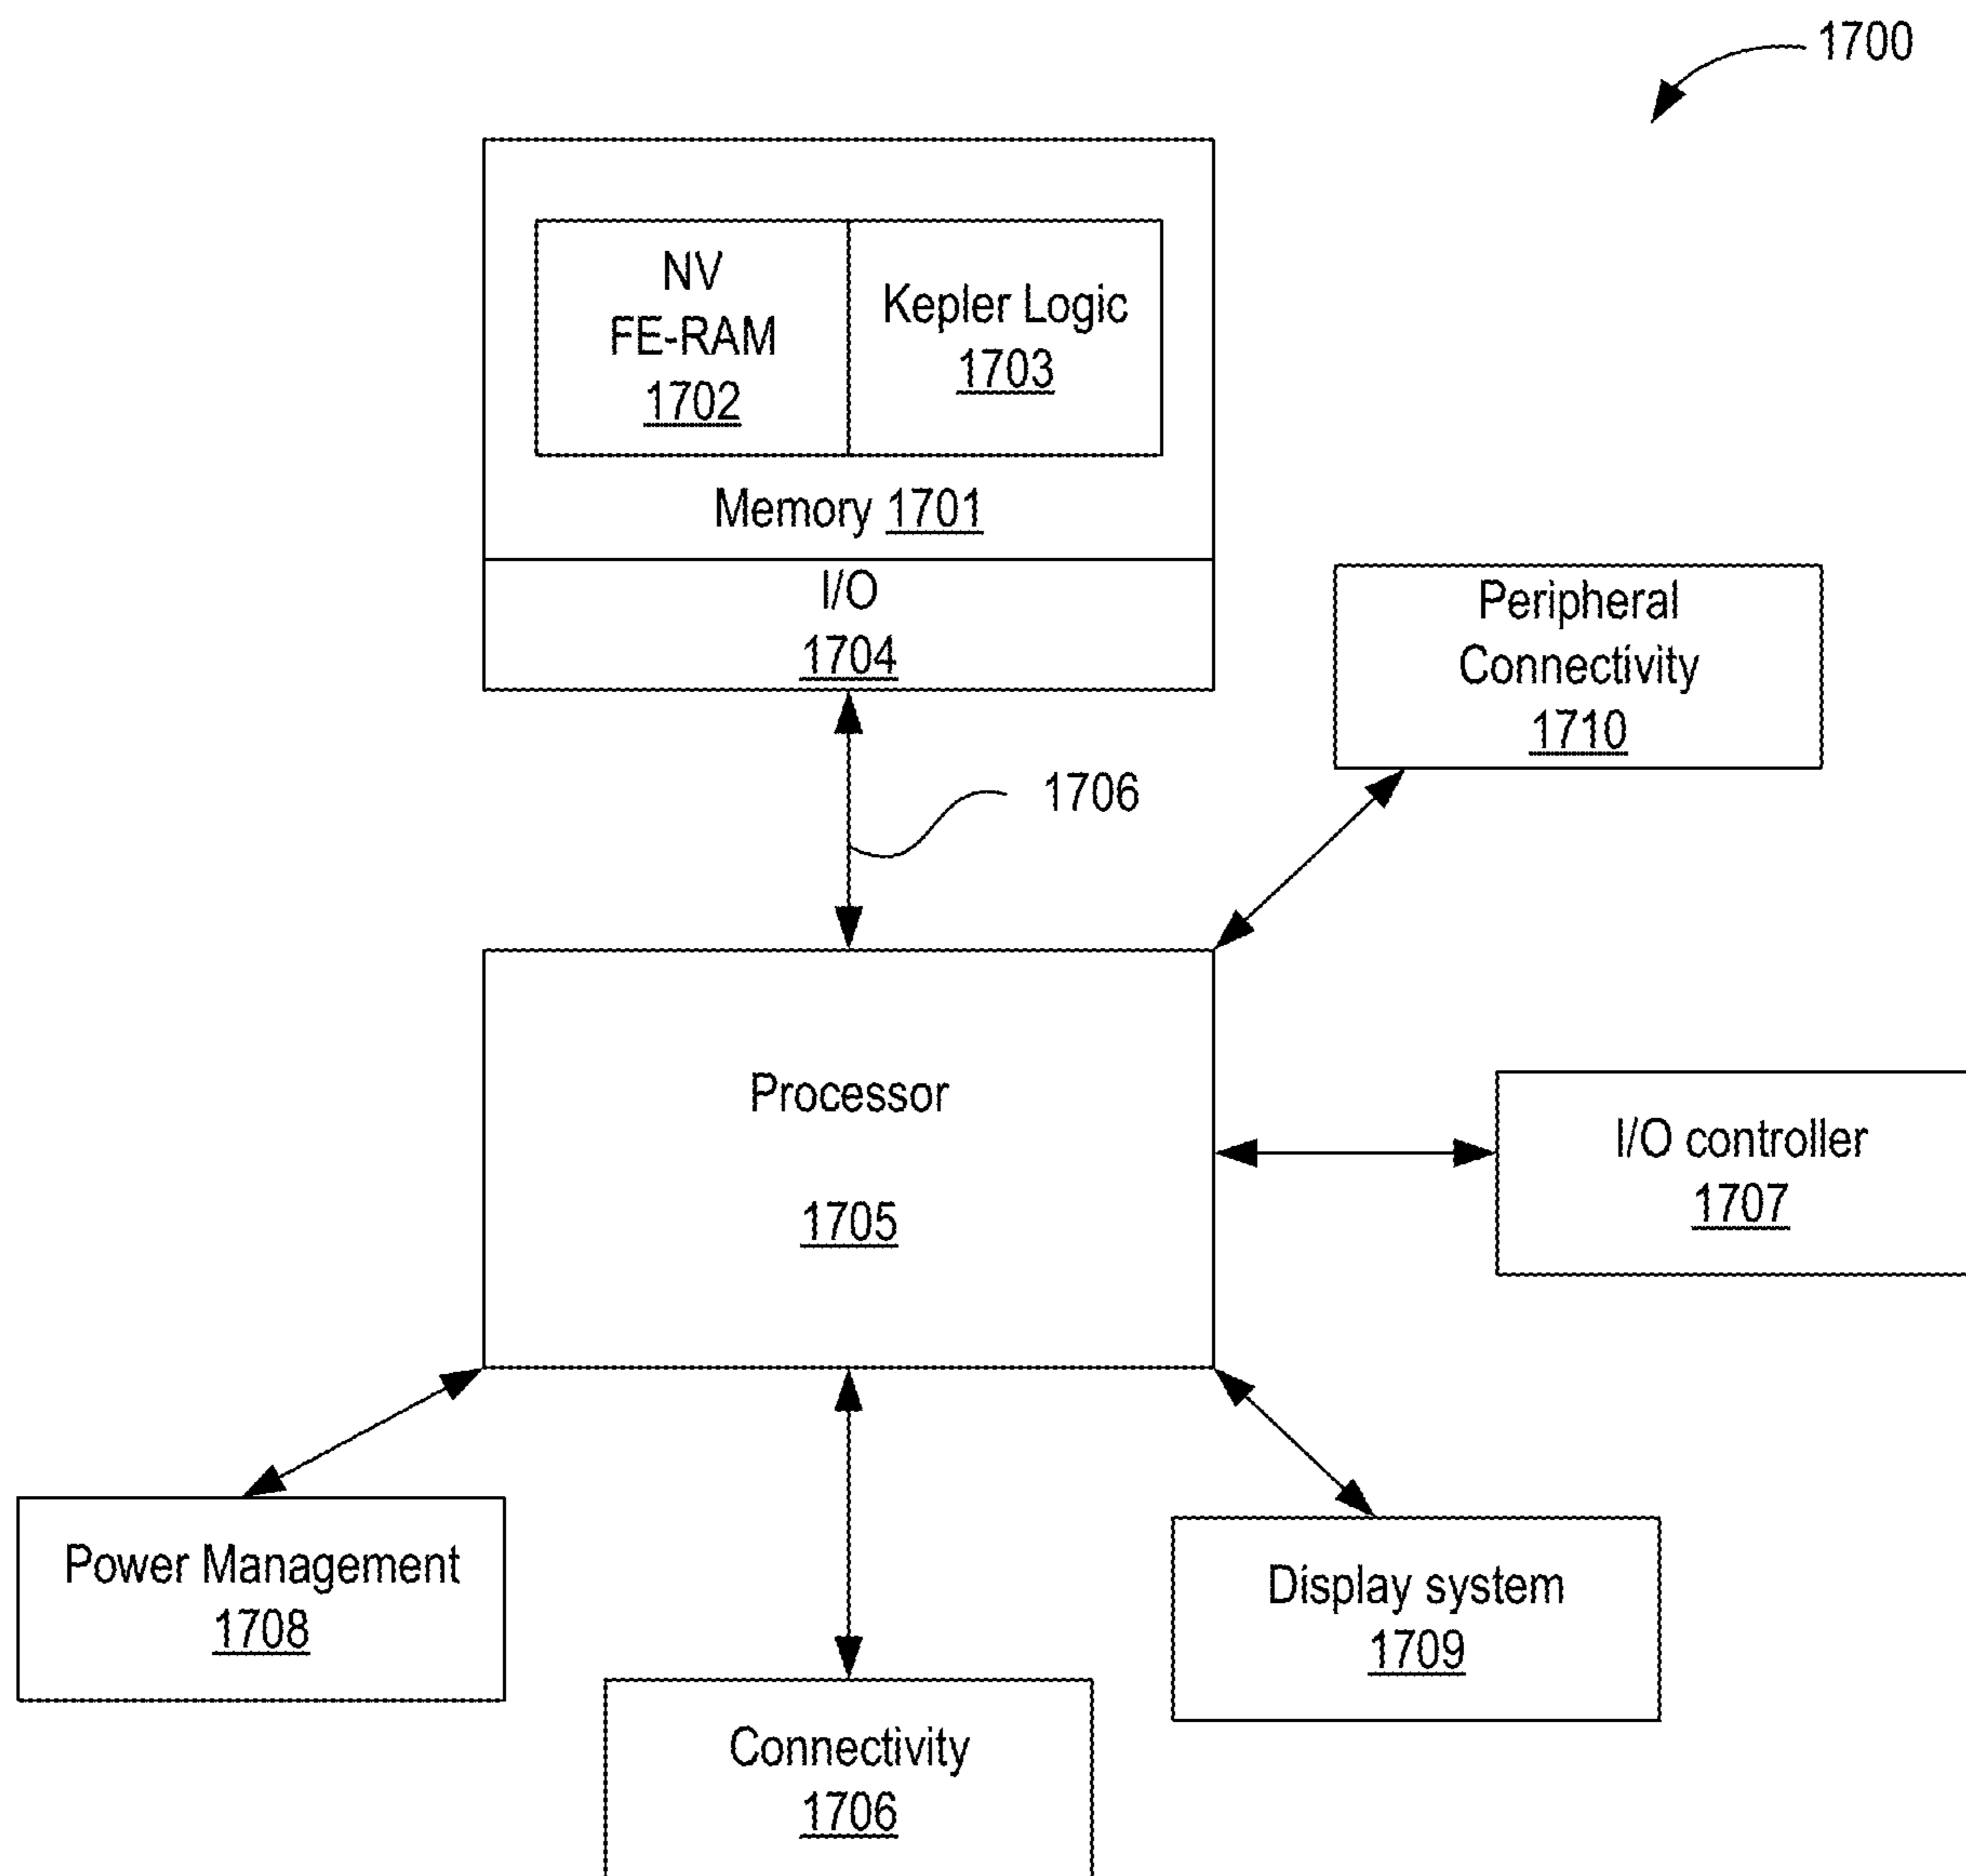 1700
NV
FE-RAM
1702
Kepler Logic
1703
Memory 1701
I/O
1704
Peripheral
Connectivity
1710
1706
Processor
1705
I/O controller
1707
Power Management
1708
Display system
1709
Connectivity
1706